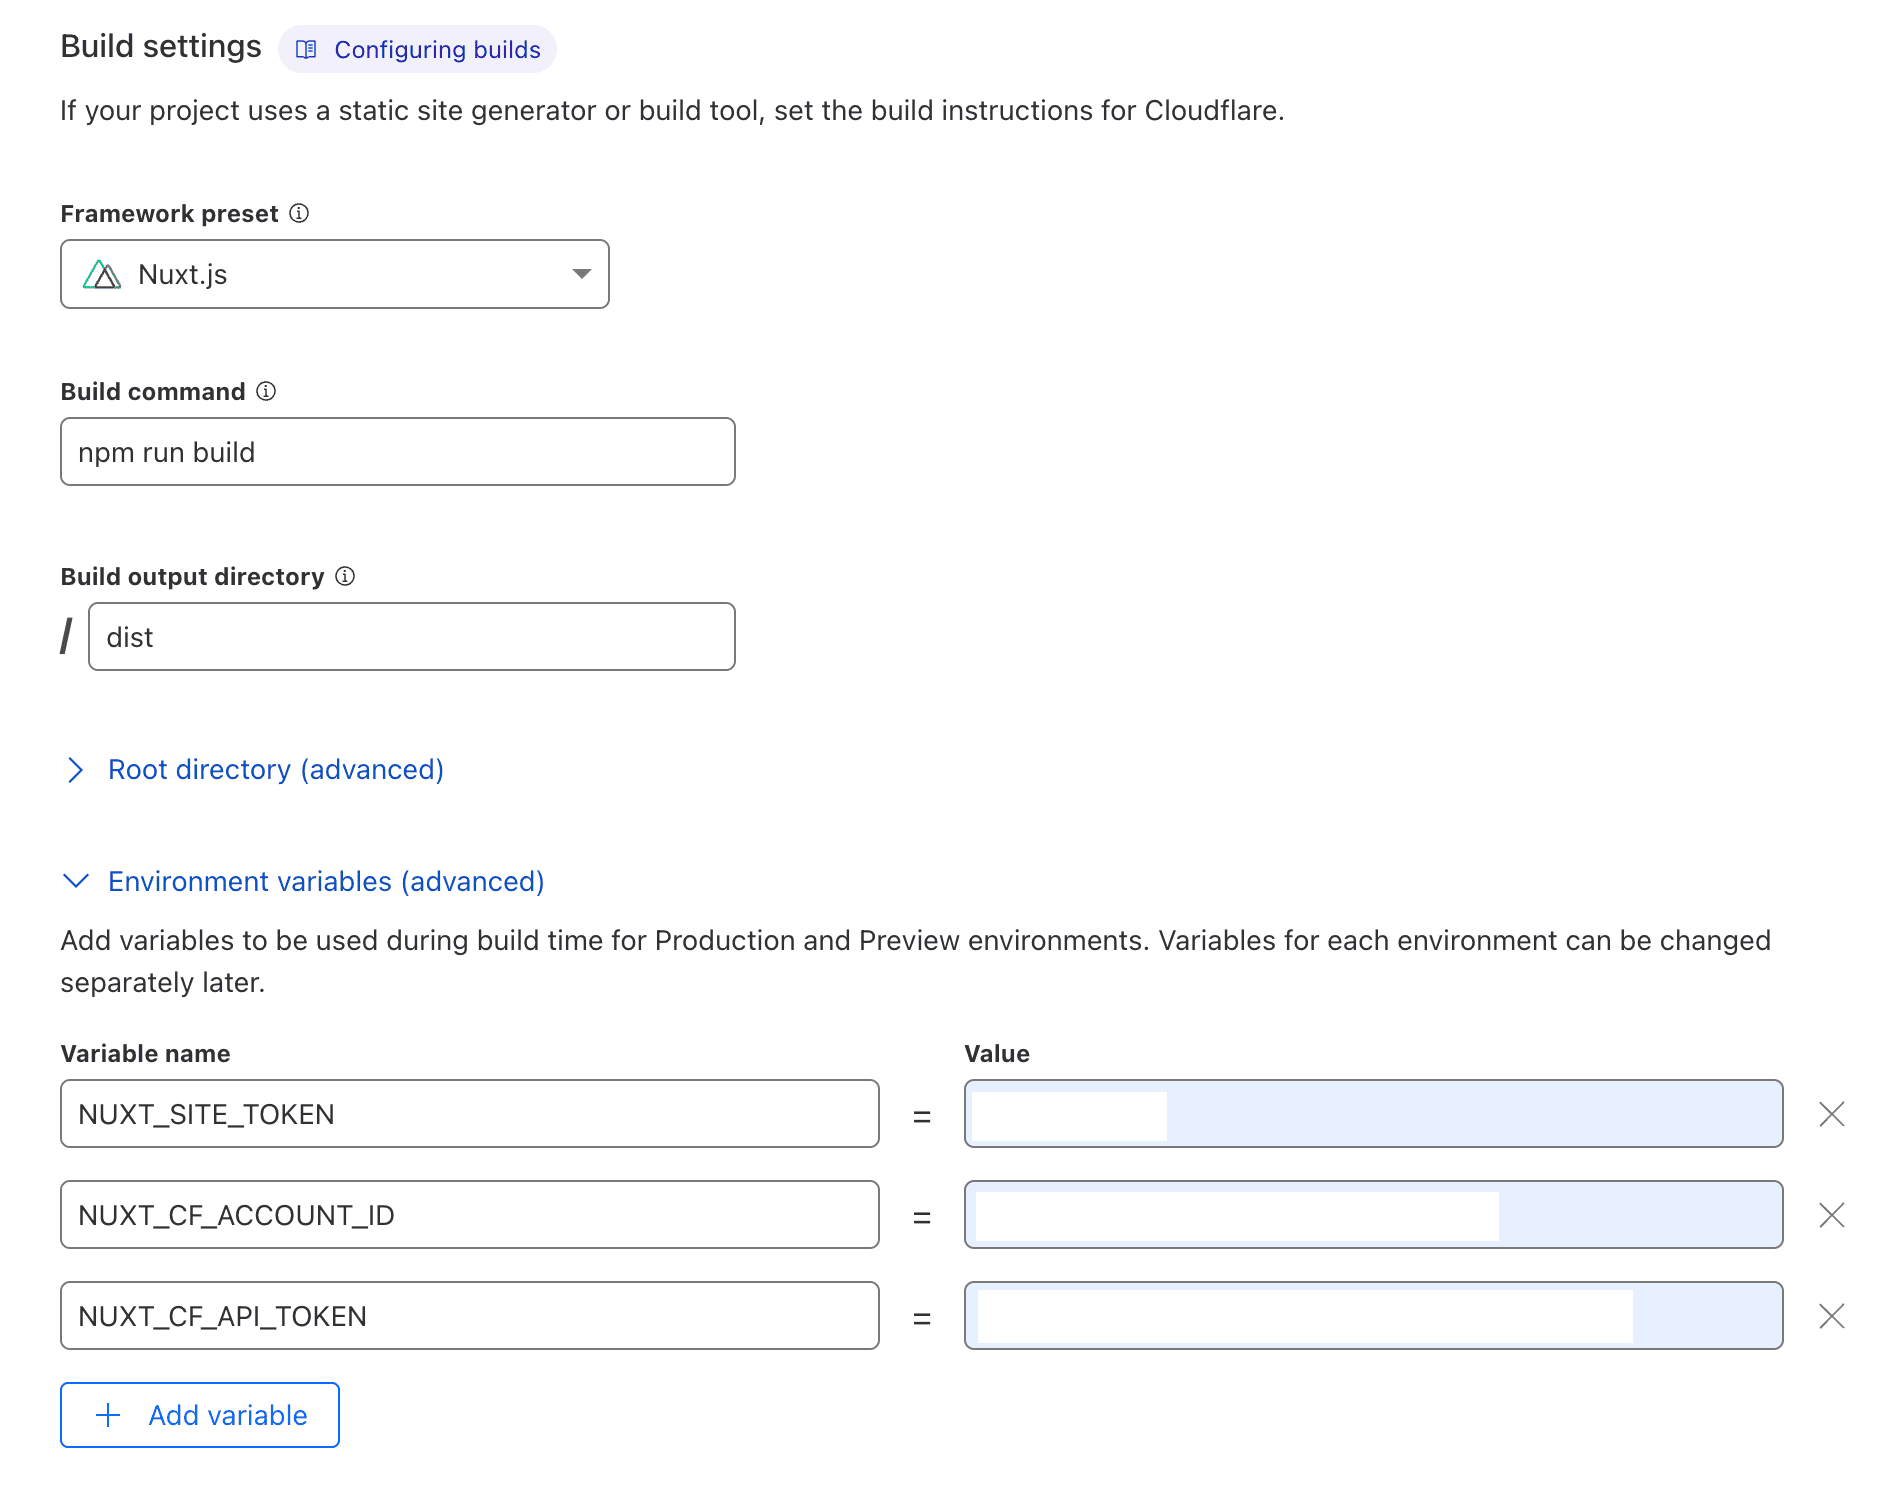 Build settings
Configuring builds
If your project uses a static site generator or build tool, set the build instructions for Cloudflare.
Framework preset
Nuxt.js
Build command
npm run build
Build output directory
/ dist
Root directory (advanced)
Environment variables (advanced)
Add variables to be used during build time for Production and Preview environments. Variables for each environment can be changed
separately later.
Variable name Value
NUXT_SITE_TOKEN =
NUXT_CF_ACCOUNT_ID =
NUXT_CF_API_TOKEN =
+ Add variable